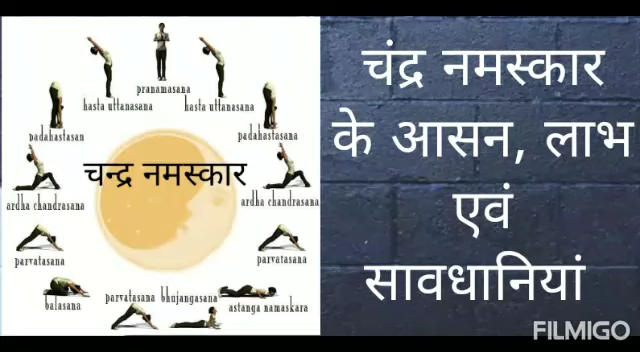 pranamasana
hasta uttanasana
hasta uttanasana
padahastasan
padahastasana
चन्द्र नमस्कार
ardha chandrasana
ardha chandrasana
parvatasana
parvatasana
balasana
parvatasana
bhujangasana
astanga namaskara
चंद्र नमस्कार
के आसन, लाभ
एवं
सावधानियां
FILMIGO